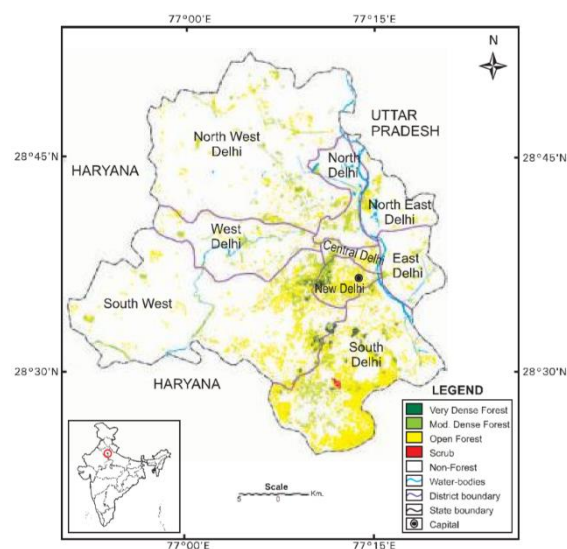 77°00'E
77°15'E
N
UTTAR
PRADESH
28°45'N
28°45'N
HARYANA
North West
Delhi
North
Delhi
North East
Delhi
West
Delhi
Central Delhi
East
Delhi
New Delhi
South West
South
Delhi
28°30'N
28°30'N
HARYANA
LEGEND
Very Dense Forest
Mod. Dense Forest
Open Forest
Scrub
Non-Forest
Water-bodies
District boundary
State boundary
Capital
Scale
5 0 5 Km.
77°00'E
77°15'E